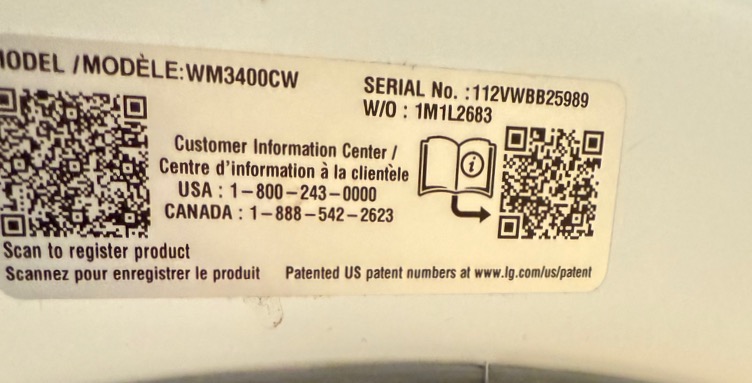 MODEL / MODÈLE: WM3400CW
SERIAL No. : 112VWBB25989
W/O : 1M1L2683
Customer Information Center /
Centre d'information à la clientèle
USA : 1-800-243-0000
CANADA : 1-888-542-2623
Scan to register product
Scannez pour enregistrer le produit
Patented US patent numbers at www.lg.com/us/patent